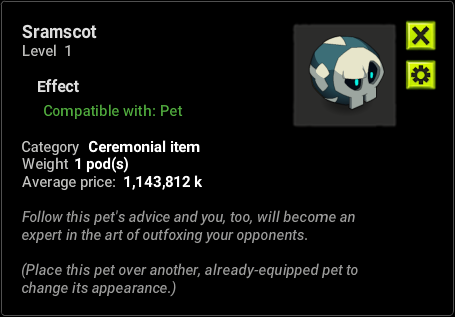 Sramscot
Level 1
Effect
Compatible with: Pet
Category Ceremonial item
Weight 1 pod(s)
Average price: 1,143,812 k
Follow this pet's advice and you, too, will become an
expert in the art of outfoxing your opponents.
(Place this pet over another, already-equipped pet to
change its appearance.)